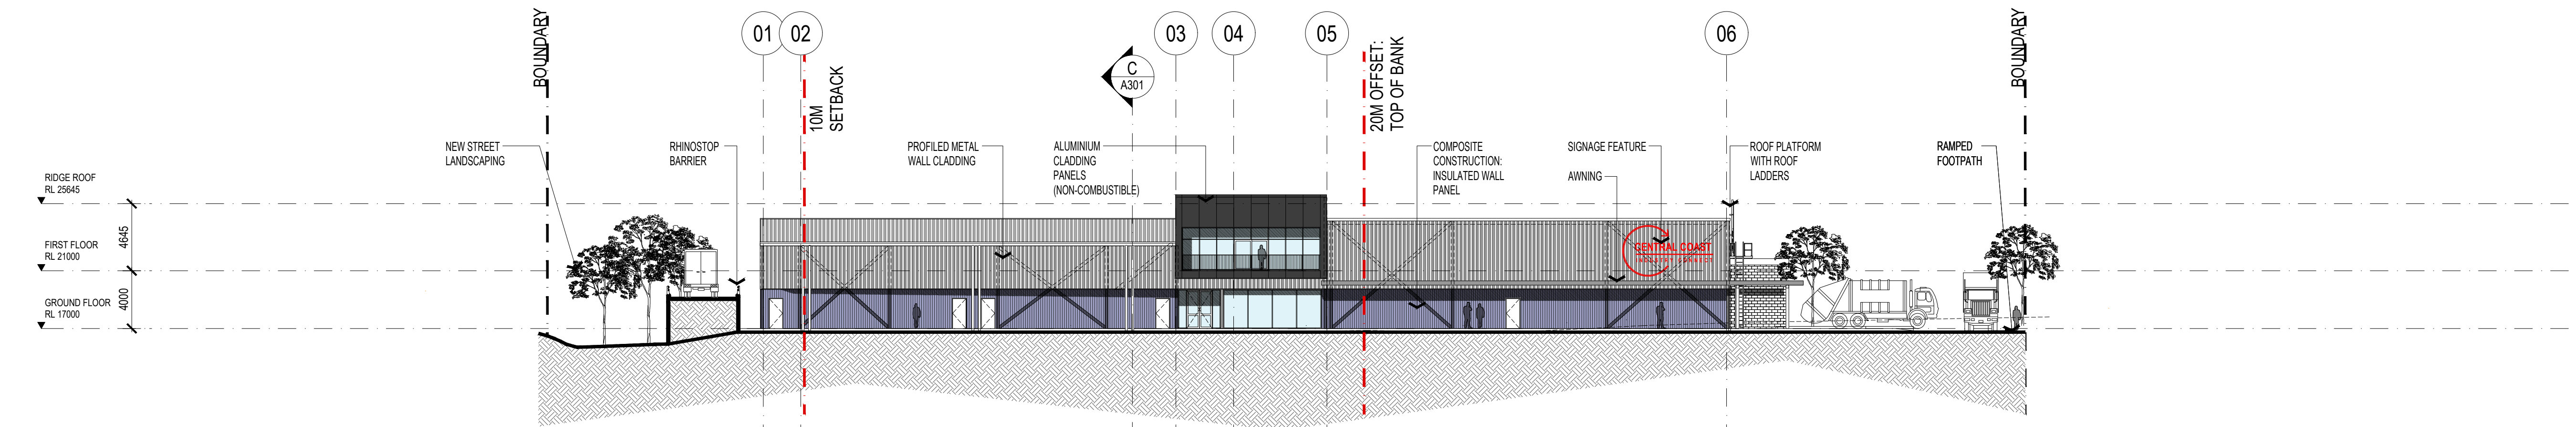 BOUNDARY
01
02
03
04
05
06
BOUNDARY
10M
SETBACK
C
A301
20M OFFSET:
TOP OF BANK
NEW STREET
LANDSCAPING
RHINOSTOP
BARRIER
PROFILED METAL
WALL CLADDING
ALUMINIUM
CLADDING
PANELS
(NON-COMBUSTIBLE)
COMPOSITE
CONSTRUCTION:
INSULATED WALL
PANEL
SIGNAGE FEATURE
AWNING
ROOF PLATFORM
WITH ROOF
LADDERS
RAMPED
FOOTPATH
RIDGE ROOF
RL 25645
4645
FIRST FLOOR
RL 21000
4000
GROUND FLOOR
RL 17000
CENTRAL COAST
INDUSTRY CONNECT